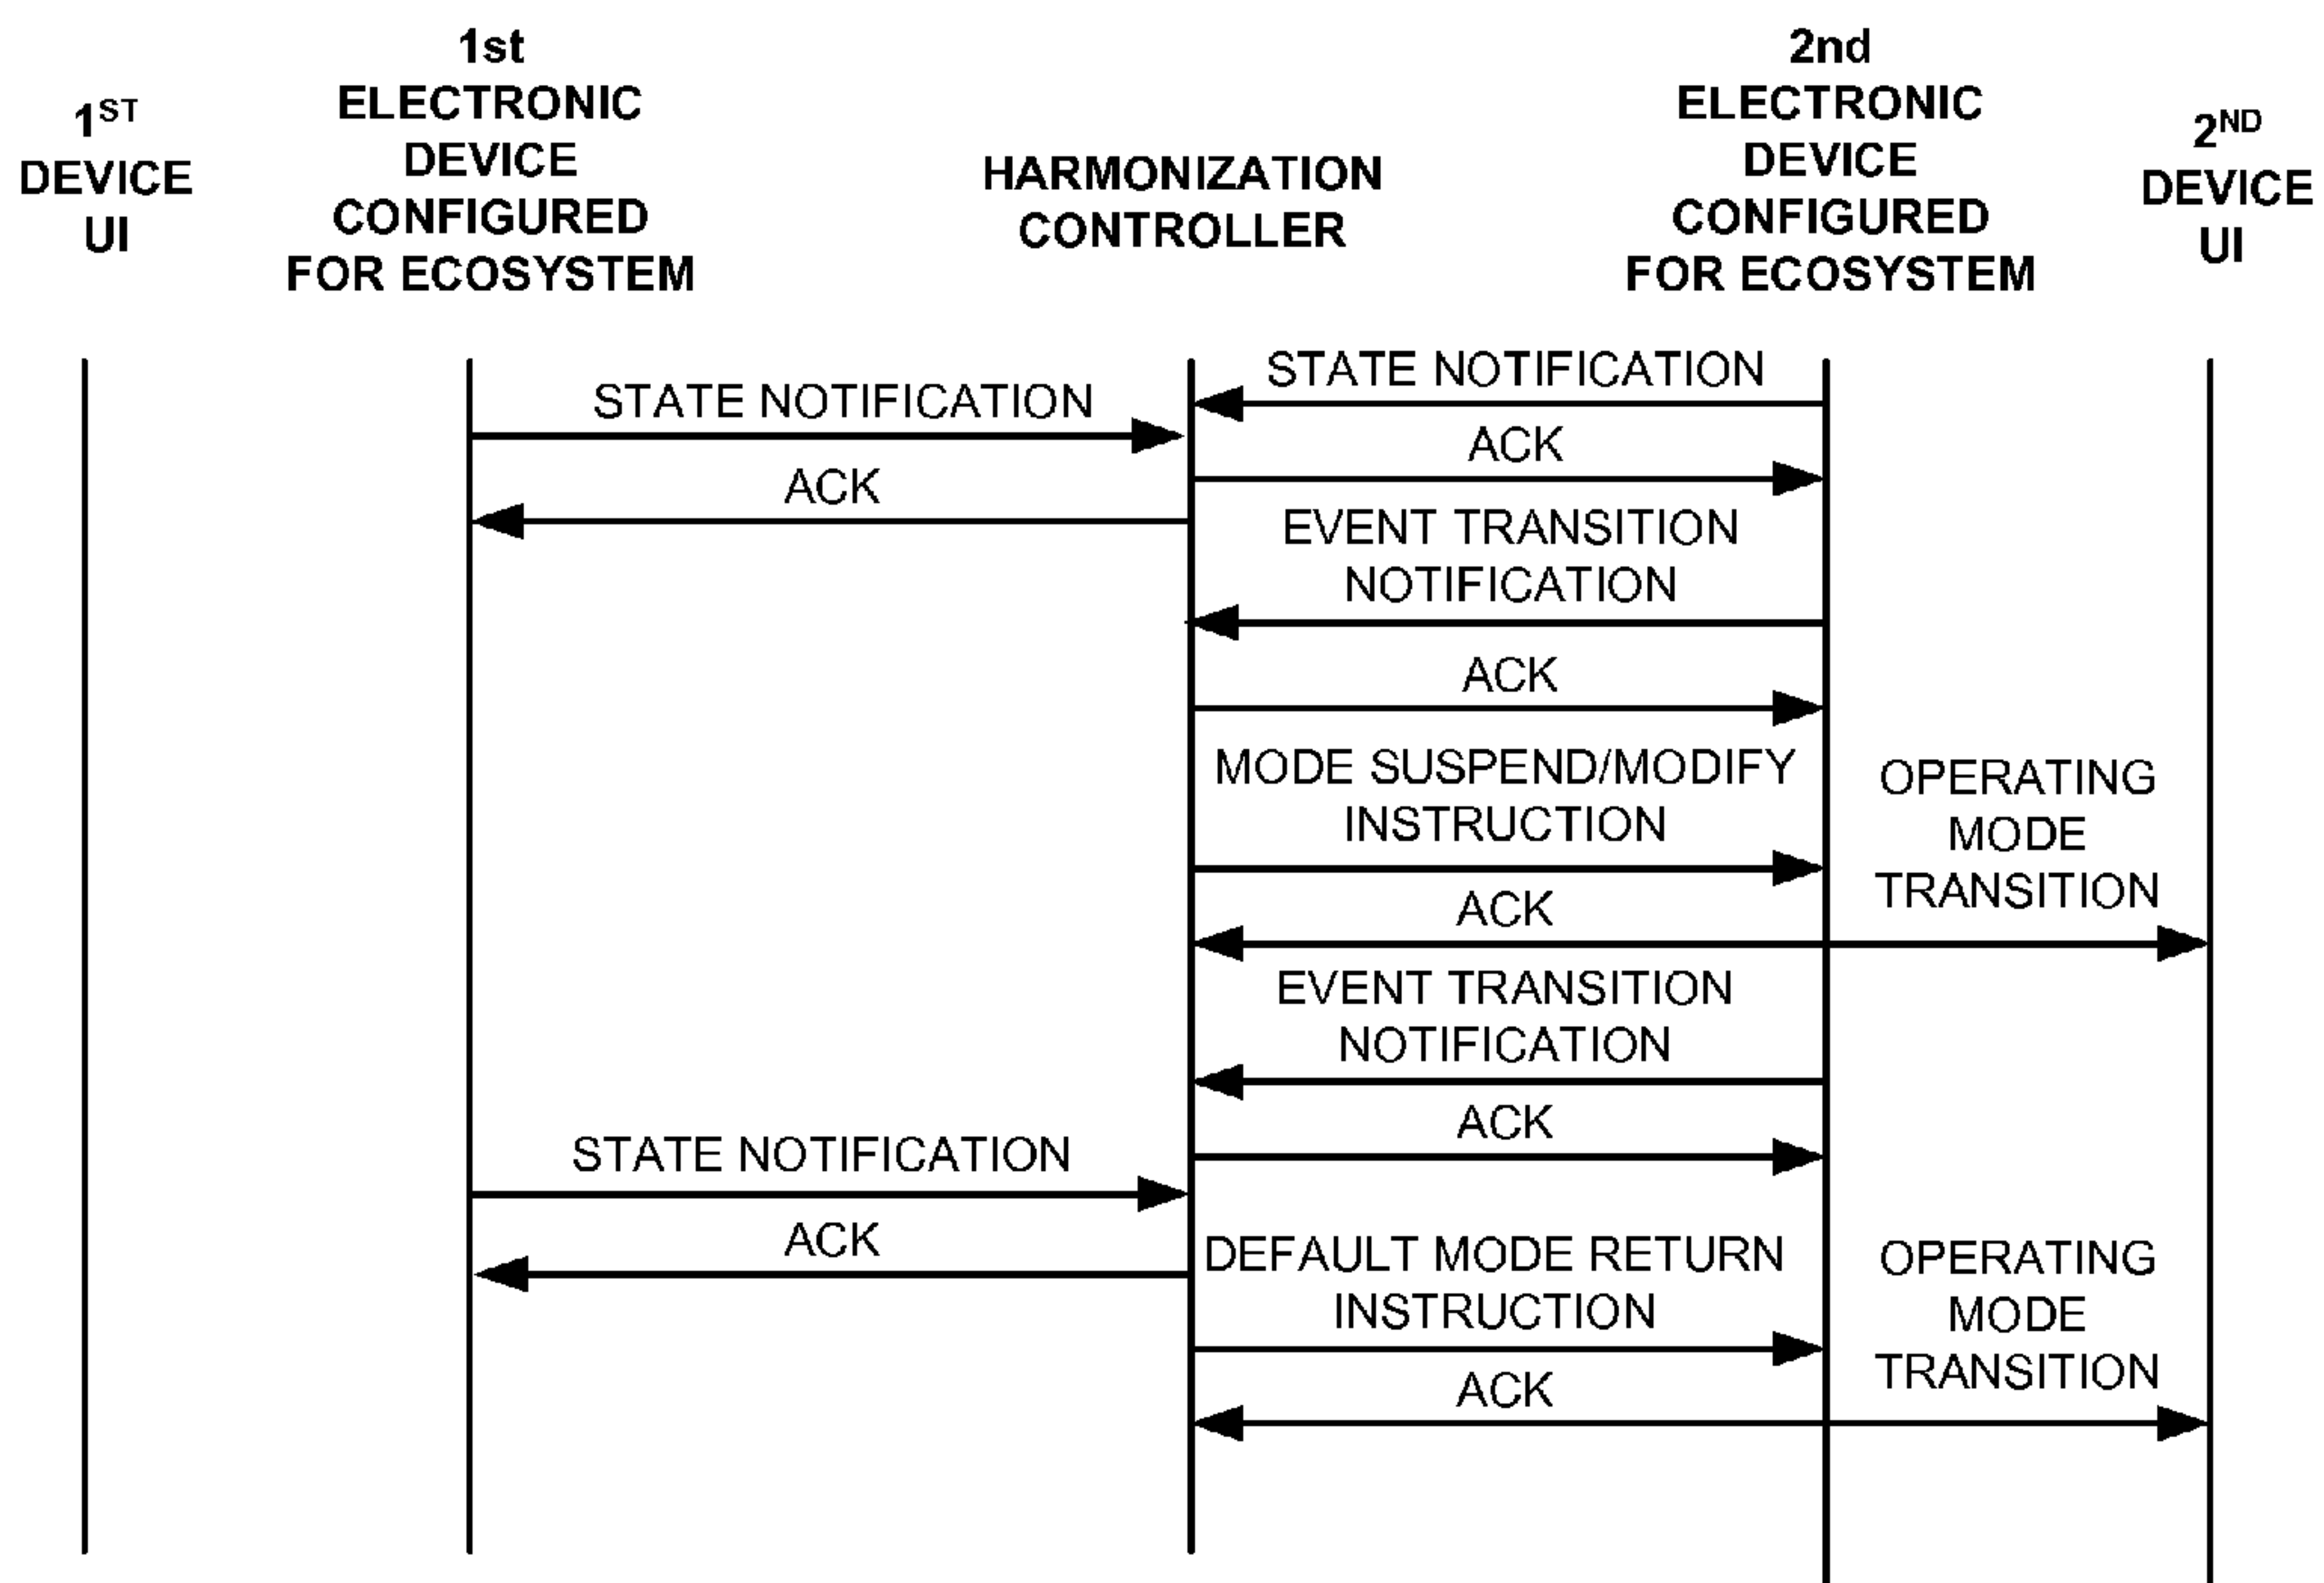 1ST
DEVICE
UI
1st
ELECTRONIC
DEVICE
CONFIGURED
FOR ECOSYSTEM
HARMONIZATION
CONTROLLER
2nd
ELECTRONIC
DEVICE
CONFIGURED
FOR ECOSYSTEM
2ND
DEVICE
UI
STATE NOTIFICATION
STATE NOTIFICATION
ACK
ACK
EVENT TRANSITION
NOTIFICATION
ACK
MODE SUSPEND/MODIFY
INSTRUCTION
OPERATING
MODE
TRANSITION
ACK
EVENT TRANSITION
NOTIFICATION
ACK
STATE NOTIFICATION
ACK
DEFAULT MODE RETURN
INSTRUCTION
OPERATING
MODE
TRANSITION
ACK